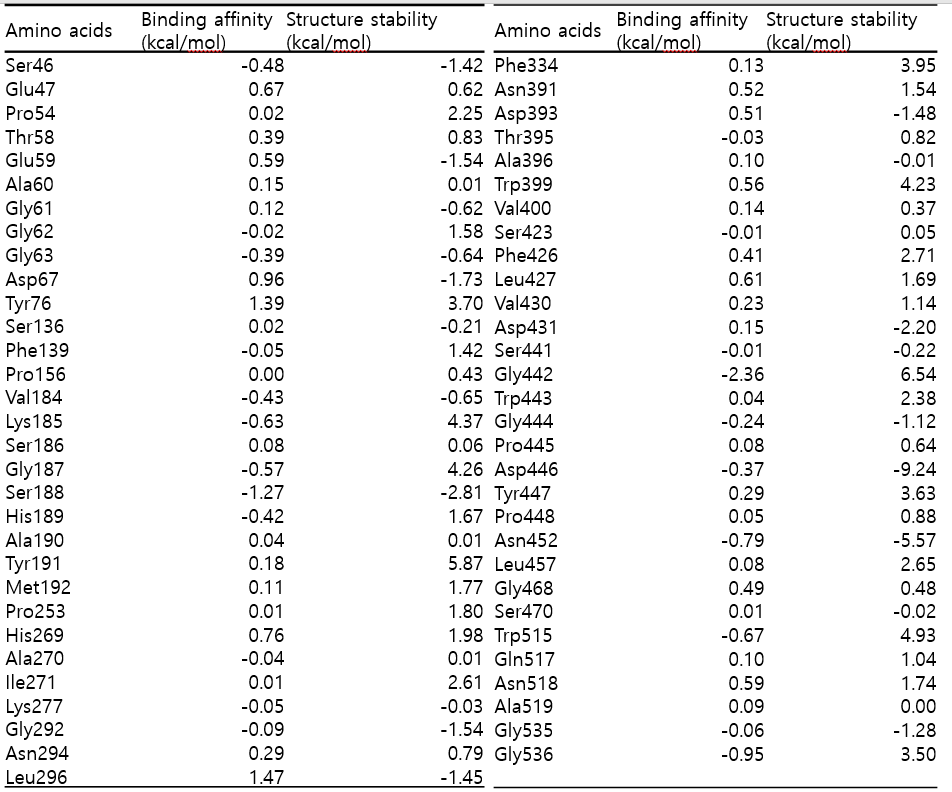 Amino acids Binding affinity (kcal/mol) Structure stability (kcal/mol)
Ser46 -0.48 -1.42
Glu47 0.67 0.62
Pro54 0.02 2.25
Thr58 0.39 0.83
Glu59 0.59 -1.54
Ala60 0.15 0.01
Gly61 0.12 -0.62
Gly62 -0.02 1.58
Gly63 -0.39 -0.64
Asp67 0.96 -1.73
Tyr76 1.39 3.70
Ser136 0.02 -0.21
Phe139 -0.05 1.42
Pro156 0.00 0.43
Val184 -0.43 -0.65
Lys185 -0.63 4.37
Ser186 0.08 0.06
Gly187 -0.57 4.26
Ser188 -1.27 -2.81
His189 -0.42 1.67
Ala190 0.04 0.01
Tyr191 0.18 5.87
Met192 0.11 1.77
Pro253 0.01 1.80
His269 0.76 1.98
Ala270 -0.04 0.01
Ile271 0.01 2.61
Lys277 -0.05 -0.03
Gly292 -0.09 -1.54
Asn294 0.29 0.79
Leu296 1.47 -1.45
Amino acids Binding affinity (kcal/mol) Structure stability (kcal/mol)
Phe334 0.13 3.95
Asn391 0.52 1.54
Asp393 0.51 -1.48
Thr395 -0.03 0.82
Ala396 0.10 -0.01
Trp399 0.56 4.23
Val400 0.14 0.37
Ser423 -0.01 0.05
Phe426 0.41 2.71
Leu427 0.61 1.69
Val430 0.23 1.14
Asp431 0.15 -2.20
Ser441 -0.01 -0.22
Gly442 -2.36 6.54
Trp443 0.04 2.38
Gly444 -0.24 -1.12
Pro445 0.08 0.64
Asp446 -0.37 -9.24
Tyr447 0.29 3.63
Pro448 0.05 0.88
Asn452 -0.79 -5.57
Leu457 0.08 2.65
Gly468 0.49 0.48
Ser470 0.01 -0.02
Trp515 -0.67 4.93
Gln517 0.10 1.04
Asn518 0.59 1.74
Ala519 0.09 0.00
Gly535 -0.06 -1.28
Gly536 -0.95 3.50